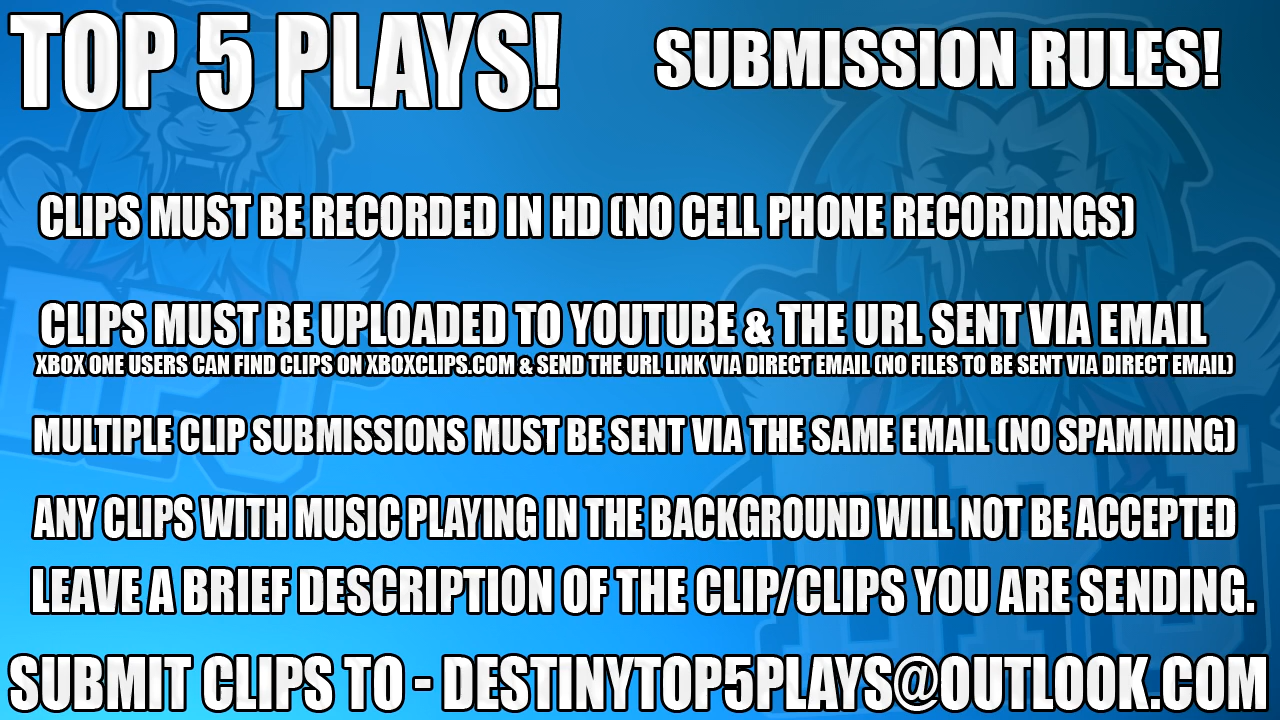 TOP 5 PLAYS!
SUBMISSION RULES!
CLIPS MUST BE RECORDED IN HD (NO CELL PHONE RECORDINGS)
CLIPS MUST BE UPLOADED TO YOUTUBE & THE URL SENT VIA EMAIL
XBOX ONE USERS CAN FIND CLIPS ON XBOXCLIPS.COM & SEND THE URL LINK VIA DIRECT EMAIL (NO FILES TO BE SENT VIA DIRECT EMAIL)
MULTIPLE CLIP SUBMISSIONS MUST BE SENT VIA THE SAME EMAIL (NO SPAMMING)
ANY CLIPS WITH MUSIC PLAYING IN THE BACKGROUND WILL NOT BE ACCEPTED
LEAVE A BRIEF DESCRIPTION OF THE CLIP/CLIPS YOU ARE SENDING.
SUBMIT CLIPS TO - DESTINYTOP5PLAYS@OUTLOOK.COM